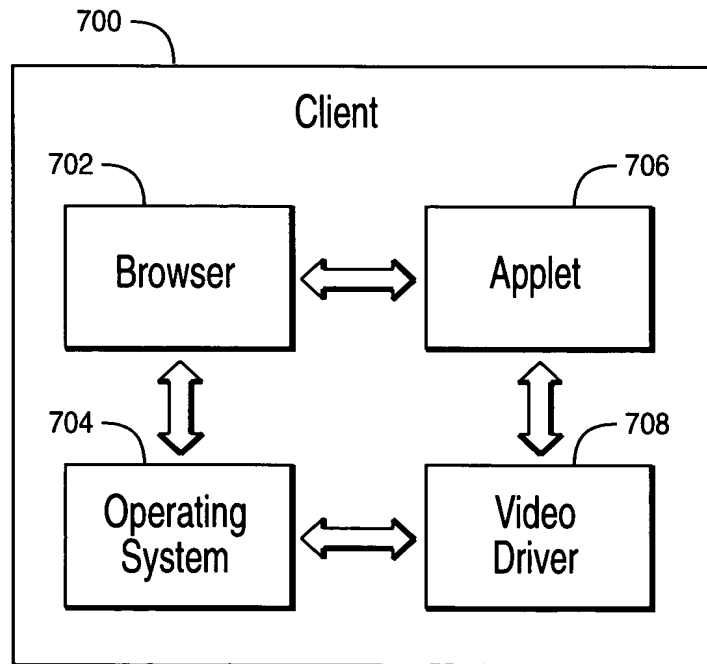 700
Client
702
706
Browser
Applet
704
708
Operating
System
Video
Driver